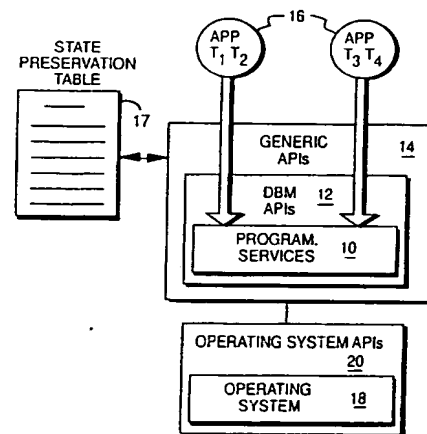 STATE
PRESERVATION
TABLE
17
16
APP
T1 T2
APP
T3 T4
GENERIC
APIs
14
DBM
APIs
12
PROGRAM.
SERVICES
10
OPERATING SYSTEM APIs
20
OPERATING
SYSTEM
18